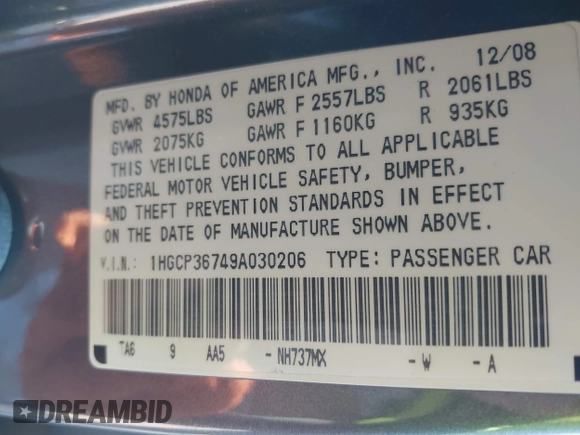 MFD. BY HONDA OF AMERICA MFG., INC. 12/08
GVWR 4575LBS GAWR F 2557LBS R 2061LBS
GVWR 2075KG GAWR F 1160KG R 935KG
THIS VEHICLE CONFORMS TO ALL APPLICABLE
FEDERAL MOTOR VEHICLE SAFETY, BUMPER,
AND THEFT PREVENTION STANDARDS IN EFFECT
ON THE DATE OF MANUFACTURE SHOWN ABOVE.
V.I.N.: 1HGCP36749A030206 TYPE: PASSENGER CAR
TA6 9 AA5 - NH737MX - W - A
DREAMBID